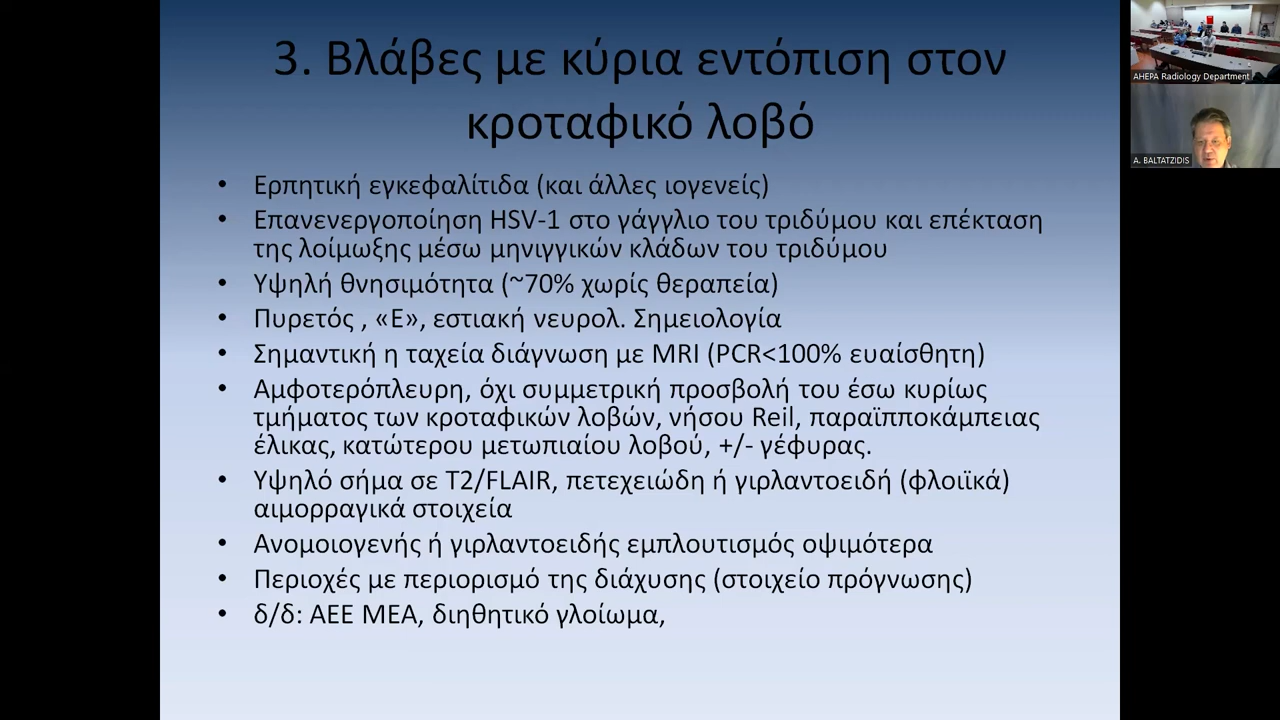 3. Βλάβες με κύρια εντόπιση στον
κροταφικό λοβό
• Ερπητική εγκεφαλίτιδα (και άλλες ιογενείς)
• Επανενεργοποίηση HSV-1 στο γάγγλιο του τριδύμου και επέκταση
της λοίμωξης μέσω μηνιγγικών κλάδων του τριδύμου
• Υψηλή θνησιμότητα (~70% χωρίς θεραπεία)
• Πυρετός , «Ε», εστιακή νευρολ. Σημειολογία
• Σημαντική η ταχεία διάγνωση με MRI (PCR<100% ευαίσθητη)
• Αμφοτερόπλευρη, όχι συμμετρική προσβολή του έσω κυρίως
τμήματος των κροταφικών λοβών, νήσου Reil, παραϊπποκάμπειας
έλικας, κατώτερου μετωπιαίου λοβού, +/- γέφυρας.
• Υψηλό σήμα σε T2/FLAIR, πετεχειώδη ή γιρλαντοειδή (φλοιϊκά)
αιμορραγικά στοιχεία
• Ανομοιογενής ή γιρλαντοειδής εμπλουτισμός οψιμότερα
• Περιοχές με περιορισμό της διάχυσης (στοιχείο πρόγνωσης)
• δ/δ: ΑΕΕ ΜΕΑ, διηθητικό γλοίωμα,
AHEPA Radiology Department
A. BALTATZIDIS